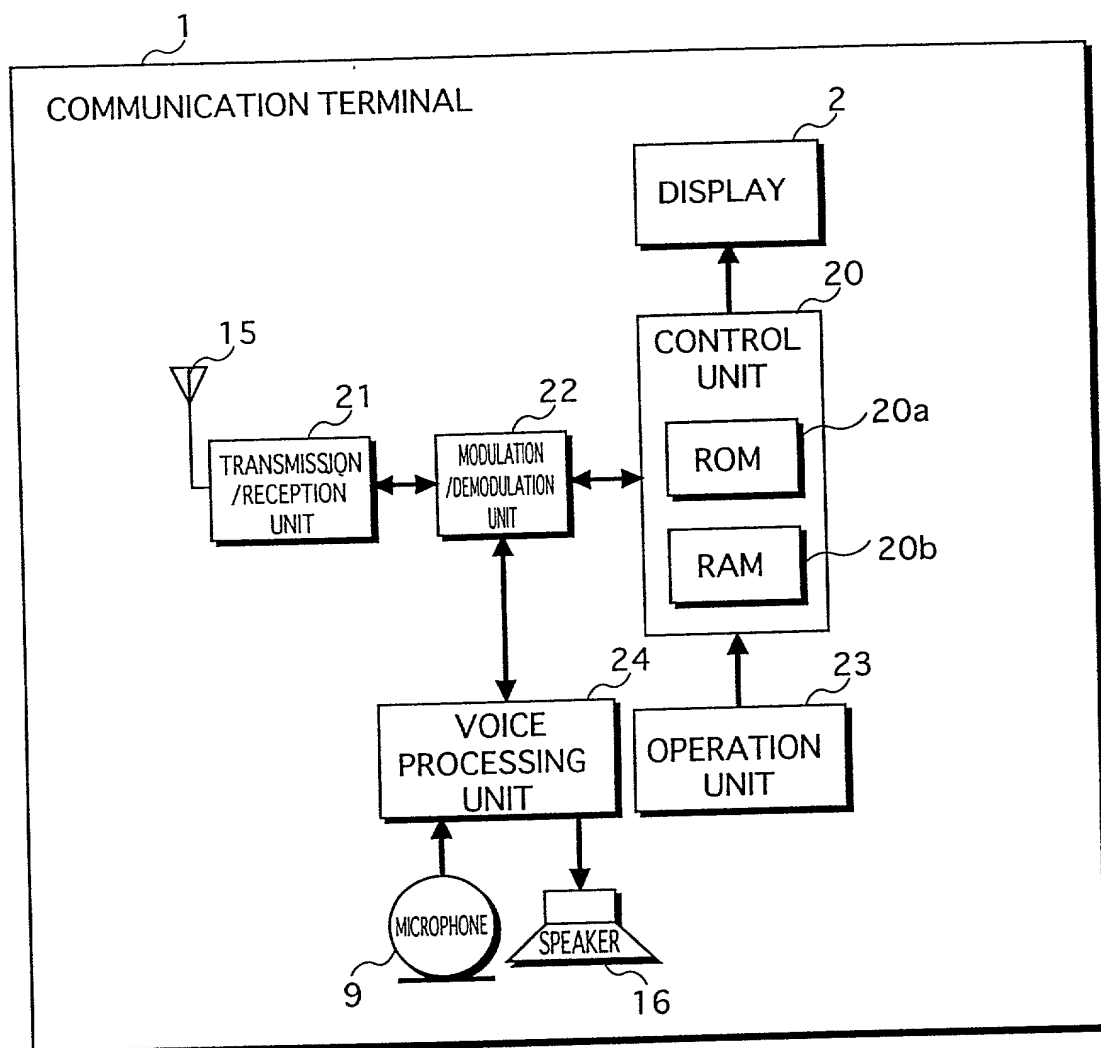 1
COMMUNICATION TERMINAL
2
DISPLAY
20
CONTROL
UNIT
20a
ROM
20b
RAM
15
21
TRANSMISSION
/RECEPTION
UNIT
22
MODULATION
/DEMODULATION
UNIT
24
VOICE
PROCESSING
UNIT
23
OPERATION
UNIT
MICROPHONE
9
SPEAKER
16